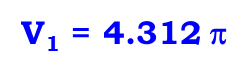 V₁ = 4.312 π